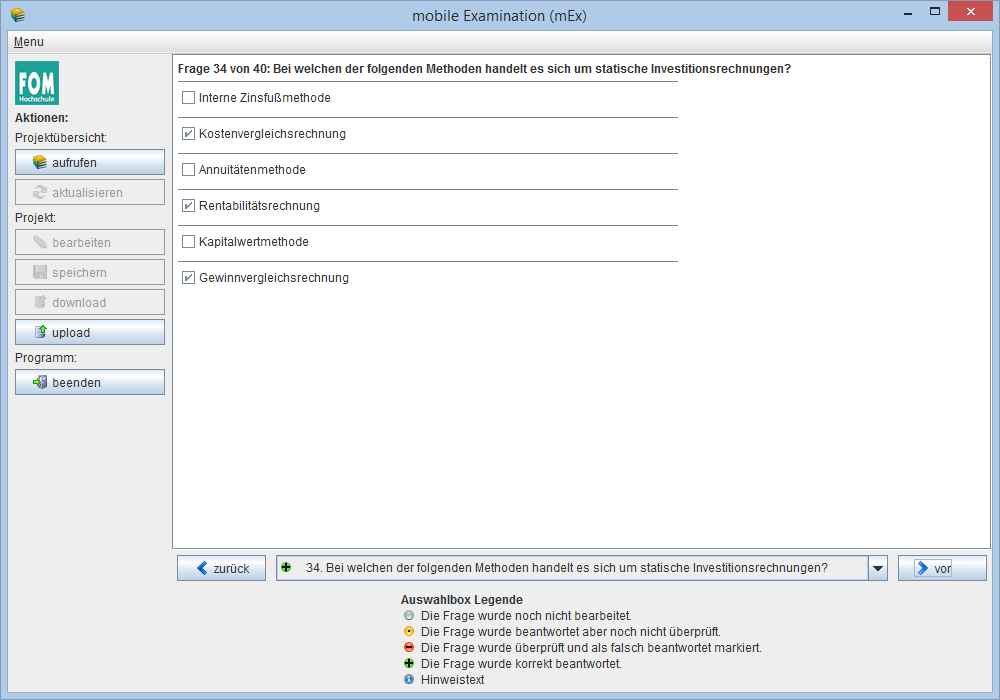 mobile Examination (mEx)
Menu
FOM
Hochschule
Aktionen:
Projektübersicht:
aufrufen
aktualisieren
Projekt:
bearbeiten
speichern
download
upload
Programm:
beenden
Frage 34 von 40: Bei welchen der folgenden Methoden handelt es sich um statische Investitionsrechnungen?
Interne Zinsfußmethode
Kostenvergleichsrechnung
Annuitätenmethode
Rentabilitätsrechnung
Kapitalwertmethode
Gewinnvergleichsrechnung
zurück
34. Bei welchen der folgenden Methoden handelt es sich um statische Investitionsrechnungen?
vor
Auswahlbox Legende
Die Frage wurde noch nicht bearbeitet.
Die Frage wurde beantwortet aber noch nicht überprüft.
Die Frage wurde überprüft und als falsch beantwortet markiert.
Die Frage wurde korrekt beantwortet.
Hinweistext